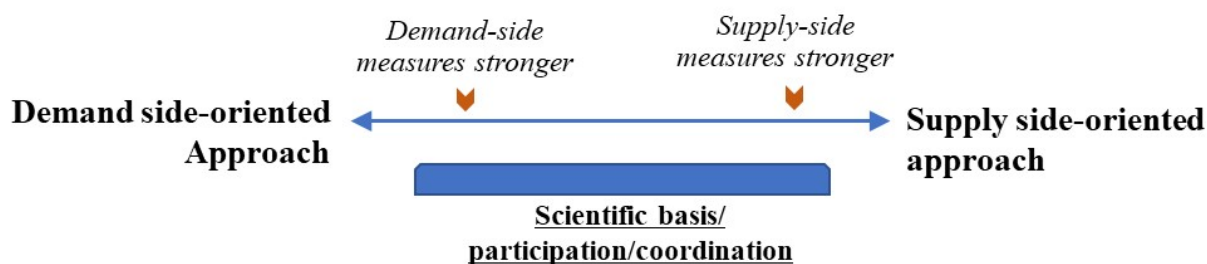 Demand-side
measures stronger
Supply-side
measures stronger
Demand side-oriented
Approach
Supply side-oriented
approach
Scientific basis/
participation/coordination